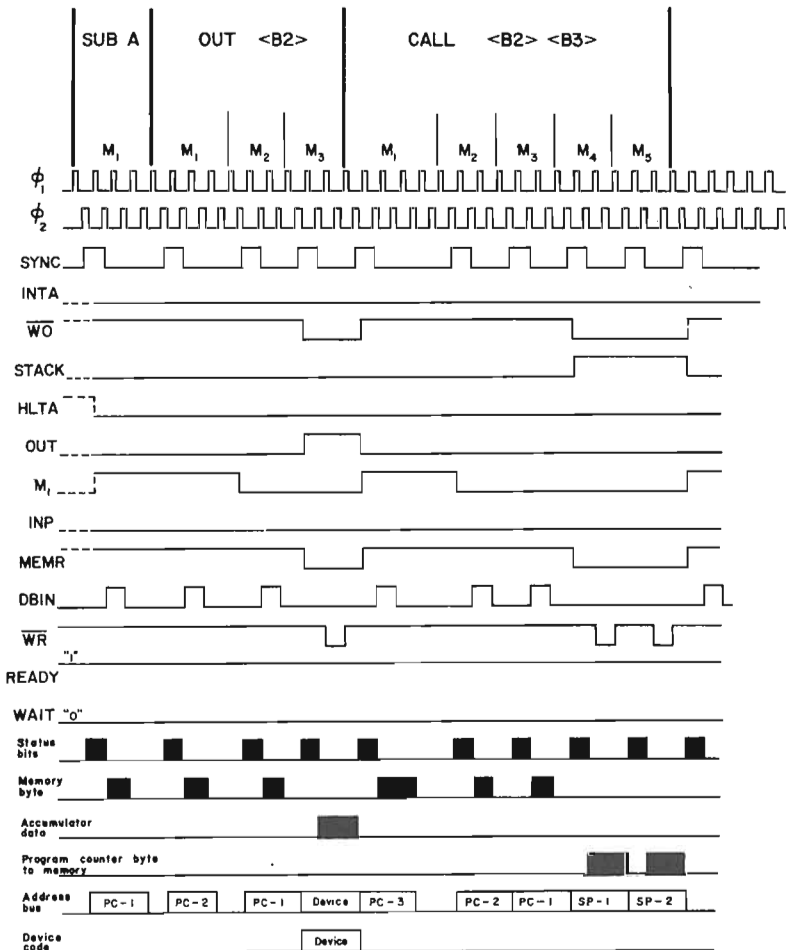 SUB A OUT <B2> CALL <B2> <B3>
M₁ M₁ M₂ M₃ M₁ M₂ M₃ M₄ M₅
ϕ₁
ϕ₂
SYNC
INTA
W̅O̅
STACK
HLTA
OUT
M₁
INP
MEMR
DBIN
W̅R̅
"1"
READY
WAIT "0"
Status
bits
Memory
byte
Accumulator
data
Program counter byte
to memory
Address
bus
PC-1 PC-2 PC-1 Device PC-3 PC-2 PC-1 SP-1 SP-2
Device
code
Device